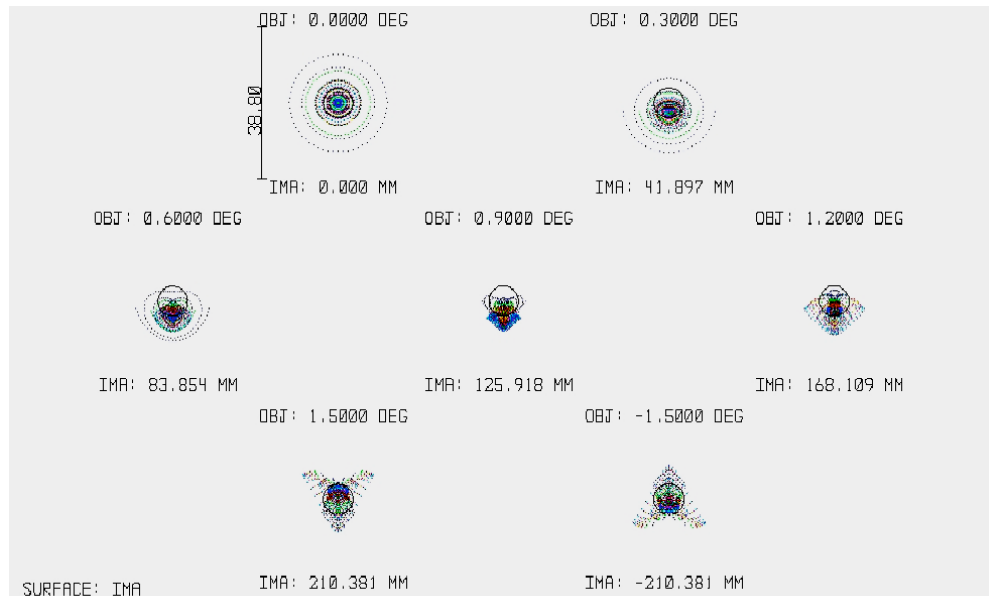 OBJ: 0.0000 DEG
OBJ: 0.3000 DEG
38.80
IMA: 0.000 MM
IMA: 41.897 MM
OBJ: 0.6000 DEG
OBJ: 0.9000 DEG
OBJ: 1.2000 DEG
IMA: 83.854 MM
IMA: 125.918 MM
IMA: 168.109 MM
OBJ: 1.5000 DEG
OBJ: -1.5000 DEG
IMA: 210.381 MM
IMA: -210.381 MM
SURFACE: IMA